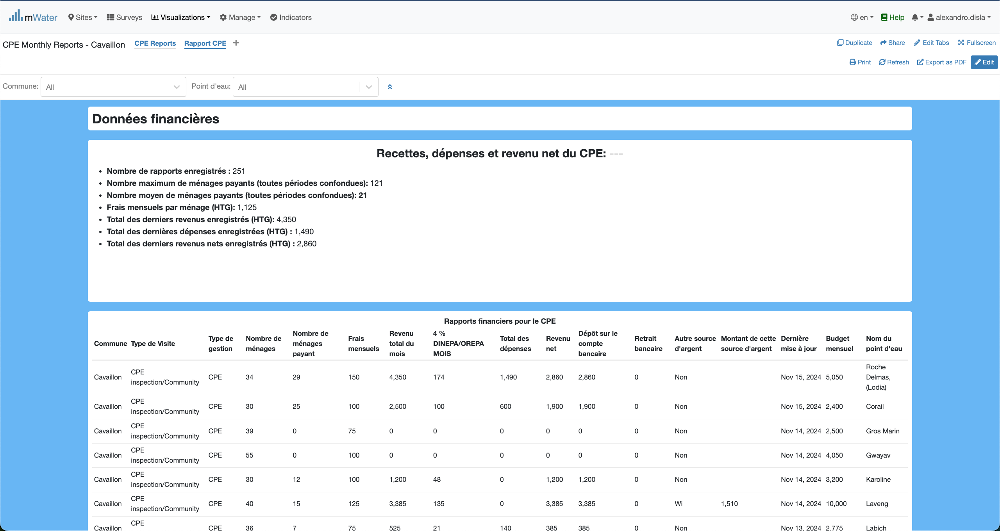 mWater Sites Surveys Visualizations Manage Indicators en Help alexandro.disla
CPE Monthly Reports - Cavaillon CPE Reports Rapport CPE + Duplicate Share Edit Tabs Fullscreen
Print Refresh Export as PDF Edit
Commune: All Point d'eau: All
Données financières
Recettes, dépenses et revenu net du CPE: ---
• Nombre de rapports enregistrés : 251
• Nombre maximum de ménages payants (toutes périodes confondues): 121
• Nombre moyen de ménages payants (toutes périodes confondues): 21
• Frais mensuels par ménage (HTG): 1,125
• Total des derniers revenus enregistrés (HTG): 4,350
• Total des dernières dépenses enregistrées (HTG) : 1,490
• Total des derniers revenus nets enregistrés (HTG) : 2,860
Rapports financiers pour le CPE
Commune Type de Visite Type de gestion Nombre de ménages Nombre de ménages payant Frais mensuels Revenu total du mois 4 % DINEPA/OREPA MOIS Total des dépenses Revenu net Dépôt sur le compte bancaire Retrait bancaire Autre source d'argent Montant de cette source d'argent Dernière mise à jour Budget mensuel Nom du point d'eau
Cavaillon CPE inspection/Community CPE 34 29 150 4,350 174 1,490 2,860 2,860 0 Non Nov 15, 2024 5,050 Roche Delmas, (Lodia)
Cavaillon CPE inspection/Community CPE 30 25 100 2,500 100 600 1,900 1,900 0 Non Nov 15, 2024 2,400 Corail
Cavaillon CPE inspection/Community CPE 39 0 75 0 0 0 0 0 0 Non Nov 14, 2024 2,500 Gros Marin
Cavaillon CPE inspection/Community CPE 55 0 100 0 0 0 0 0 0 Non Nov 14, 2024 4,050 Gwayav
Cavaillon CPE inspection/Community CPE 30 12 100 1,200 48 0 1,200 1,200 0 Non Nov 14, 2024 3,200 Karoline
Cavaillon CPE inspection/Community CPE 40 15 125 3,385 135 0 3,385 3,385 0 Wi 1,510 Nov 14, 2024 10,000 Laveng
Cavaillon CPE CPE 36 7 75 525 21 140 385 385 0 Non Nov 13, 2024 2,775 Labich